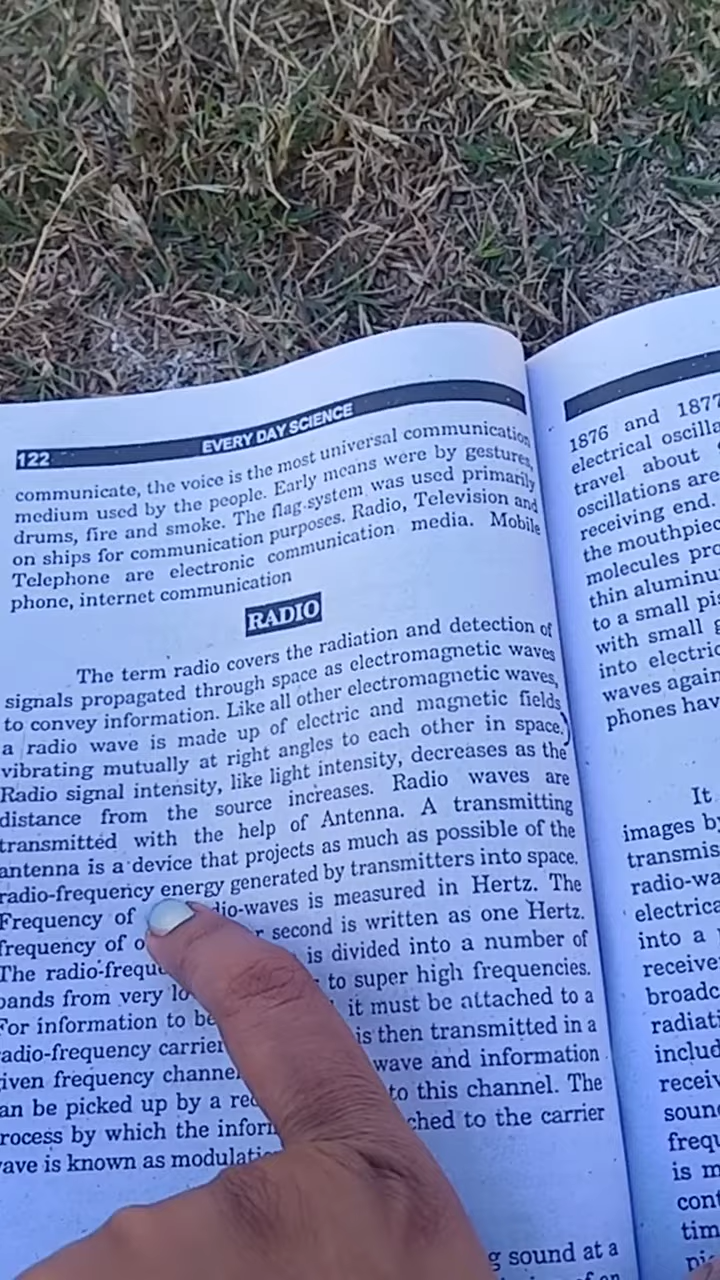 122
EVERY DAY SCIENCE
communicate, the voice is the most universal communication
medium used by the people. Early means were by gestures,
drums, fire and smoke. The flag system was used primarily
on ships for communication purposes. Radio, Television and
Telephone are electronic communication media. Mobile
phone, internet communication
RADIO
The term radio covers the radiation and detection of
signals propagated through space as electromagnetic waves
to convey information. Like all other electromagnetic waves,
a radio wave is made up of electric and magnetic fields
vibrating mutually at right angles to each other in space.
Radio signal intensity, like light intensity, decreases as the
distance from the source increases. Radio waves are
transmitted with the help of Antenna. A transmitting
antenna is a device that projects as much as possible of the
radio-frequency energy generated by transmitters into space.
Frequency of dio-waves is measured in Hertz. The
frequency of o r second is written as one Hertz.
The radio-freque is divided into a number of
bands from very lo to super high frequencies.
For information to be it must be attached to a
adio-frequency carrier is then transmitted in a
iven frequency channel wave and information
an be picked up by a rec to this channel. The
rocess by which the infor ched to the carrier
ave is known as modulati
g sound at a
1876 and 1877
electrical oscilla
travel about
oscillations are
receiving end.
the mouthpiec
molecules pro
thin aluminu
to a small pis
with small
into electric
waves again
phones hav
It
images by
transmis
radio-wa
electrica
into a
receive
broadc
radiati
includ
receiv
soun
frequ
is m
con
tim